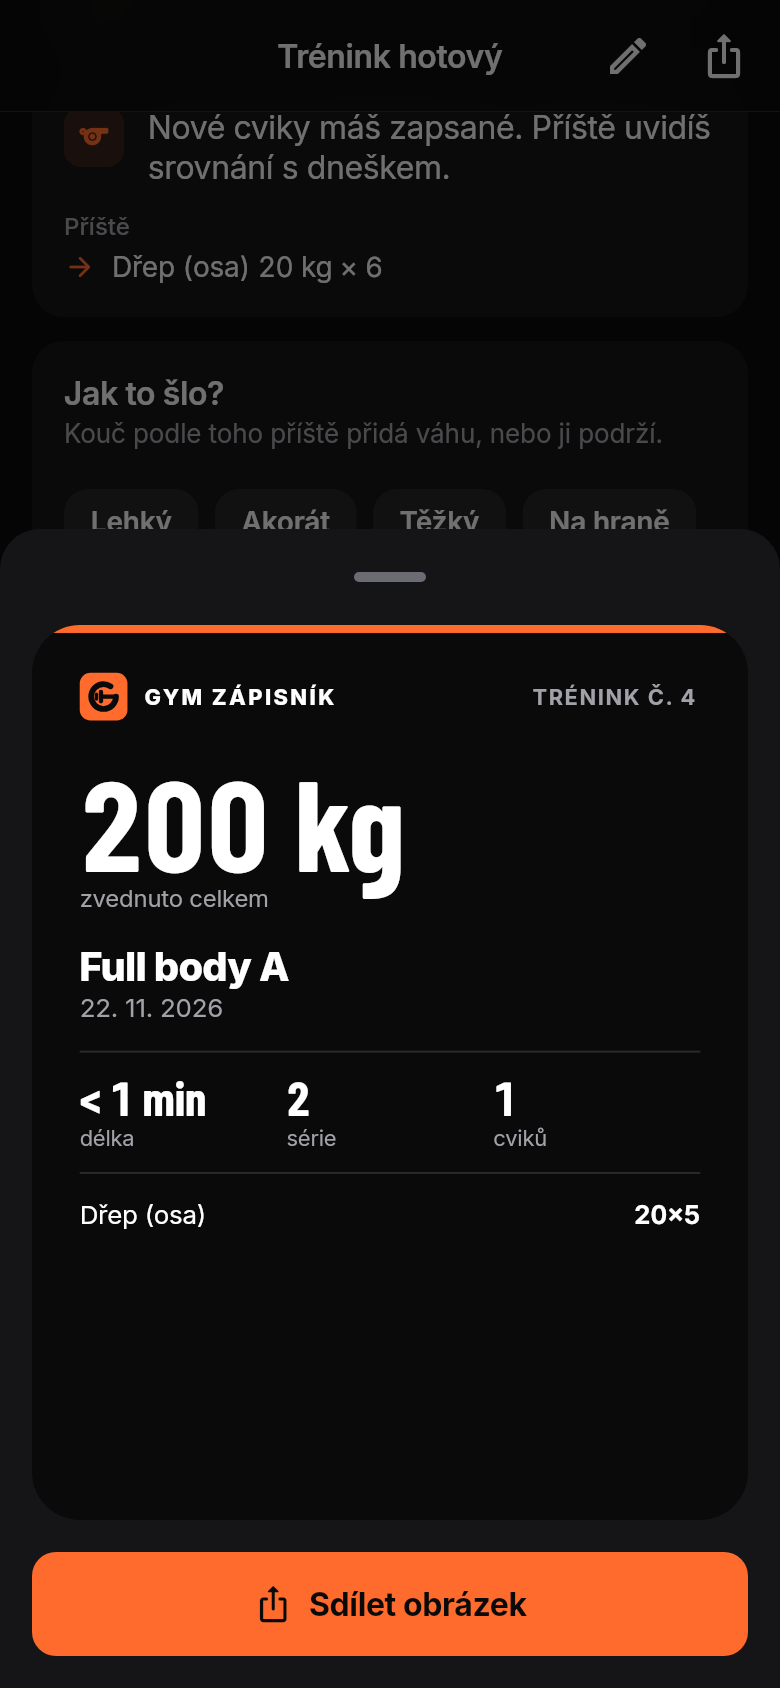 Trénink hotový
Nové cviky máš zapsané. Příště uvidíš
srovnání s dneškem.
Příště
→ Dřep (osa) 20 kg × 6
Jak to šlo?
Kouč podle toho příště přidá váhu, nebo ji podrží.
Lehký Akorát Těžký Na hraně
GYM ZÁPISNÍK TRÉNINK Č. 4
200 kg
zvednuto celkem
Full body A
22. 11. 2026
< 1 min 2 1
délka série cviků
Dřep (osa) 20×5
Sdílet obrázek